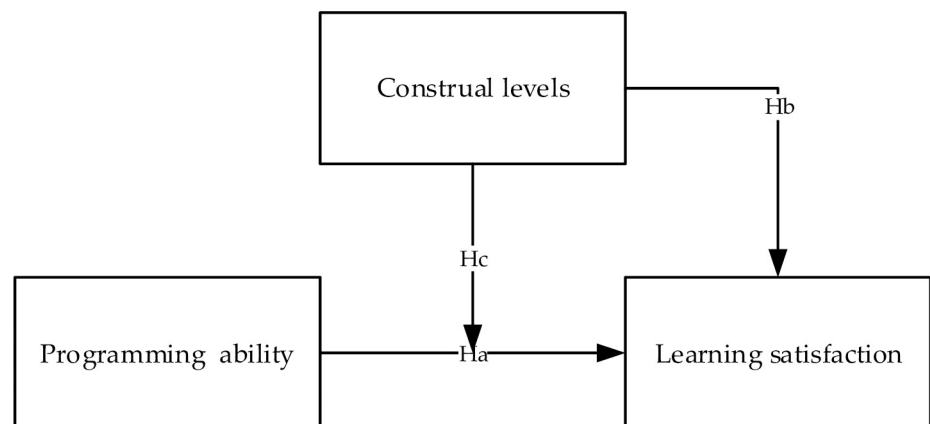 Construal levels
Hb
Hc
Programming ability
Ha
Learning satisfaction